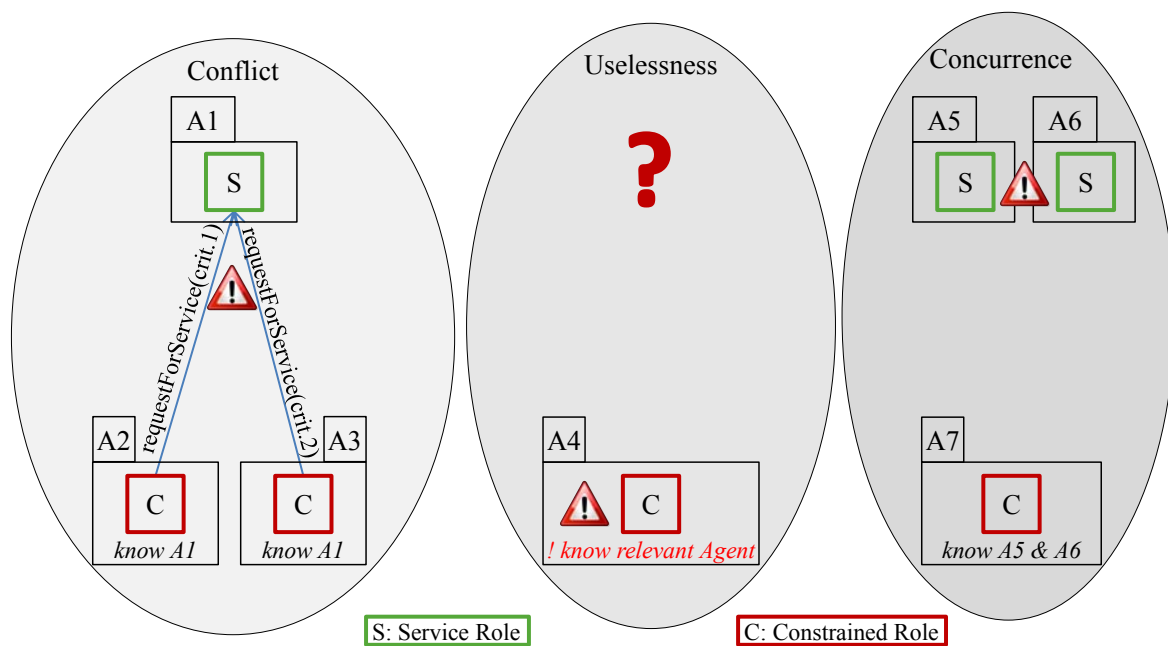 Conflict
A1
S
requestForService(crit.1)
requestForService(crit.2)
A2
C
know A1
A3
C
know A1
Uselessness
?
A4
C
! know relevant Agent
Concurrence
A5
S
A6
S
A7
C
know A5 & A6
S: Service Role
C: Constrained Role